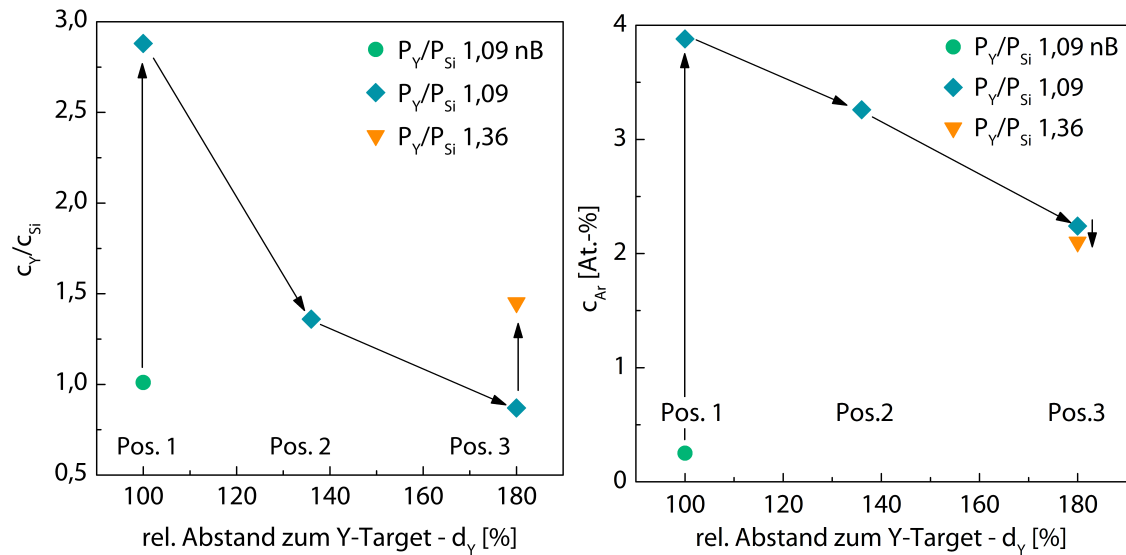 3,0
2,5
2,0
1,5
1,0
0,5
c_Y/c_Si
P_Y/P_Si 1,09 nB
P_Y/P_Si 1,09
P_Y/P_Si 1,36
Pos. 1
Pos. 2
Pos. 3
100 120 140 160 180
rel. Abstand zum Y-Target - d_Y [%]
4
3
2
1
0
c_Ar [At.-%]
P_Y/P_Si 1,09 nB
P_Y/P_Si 1,09
P_Y/P_Si 1,36
Pos. 1
Pos.2
Pos.3
100 120 140 160 180
rel. Abstand zum Y-Target - d_Y [%]